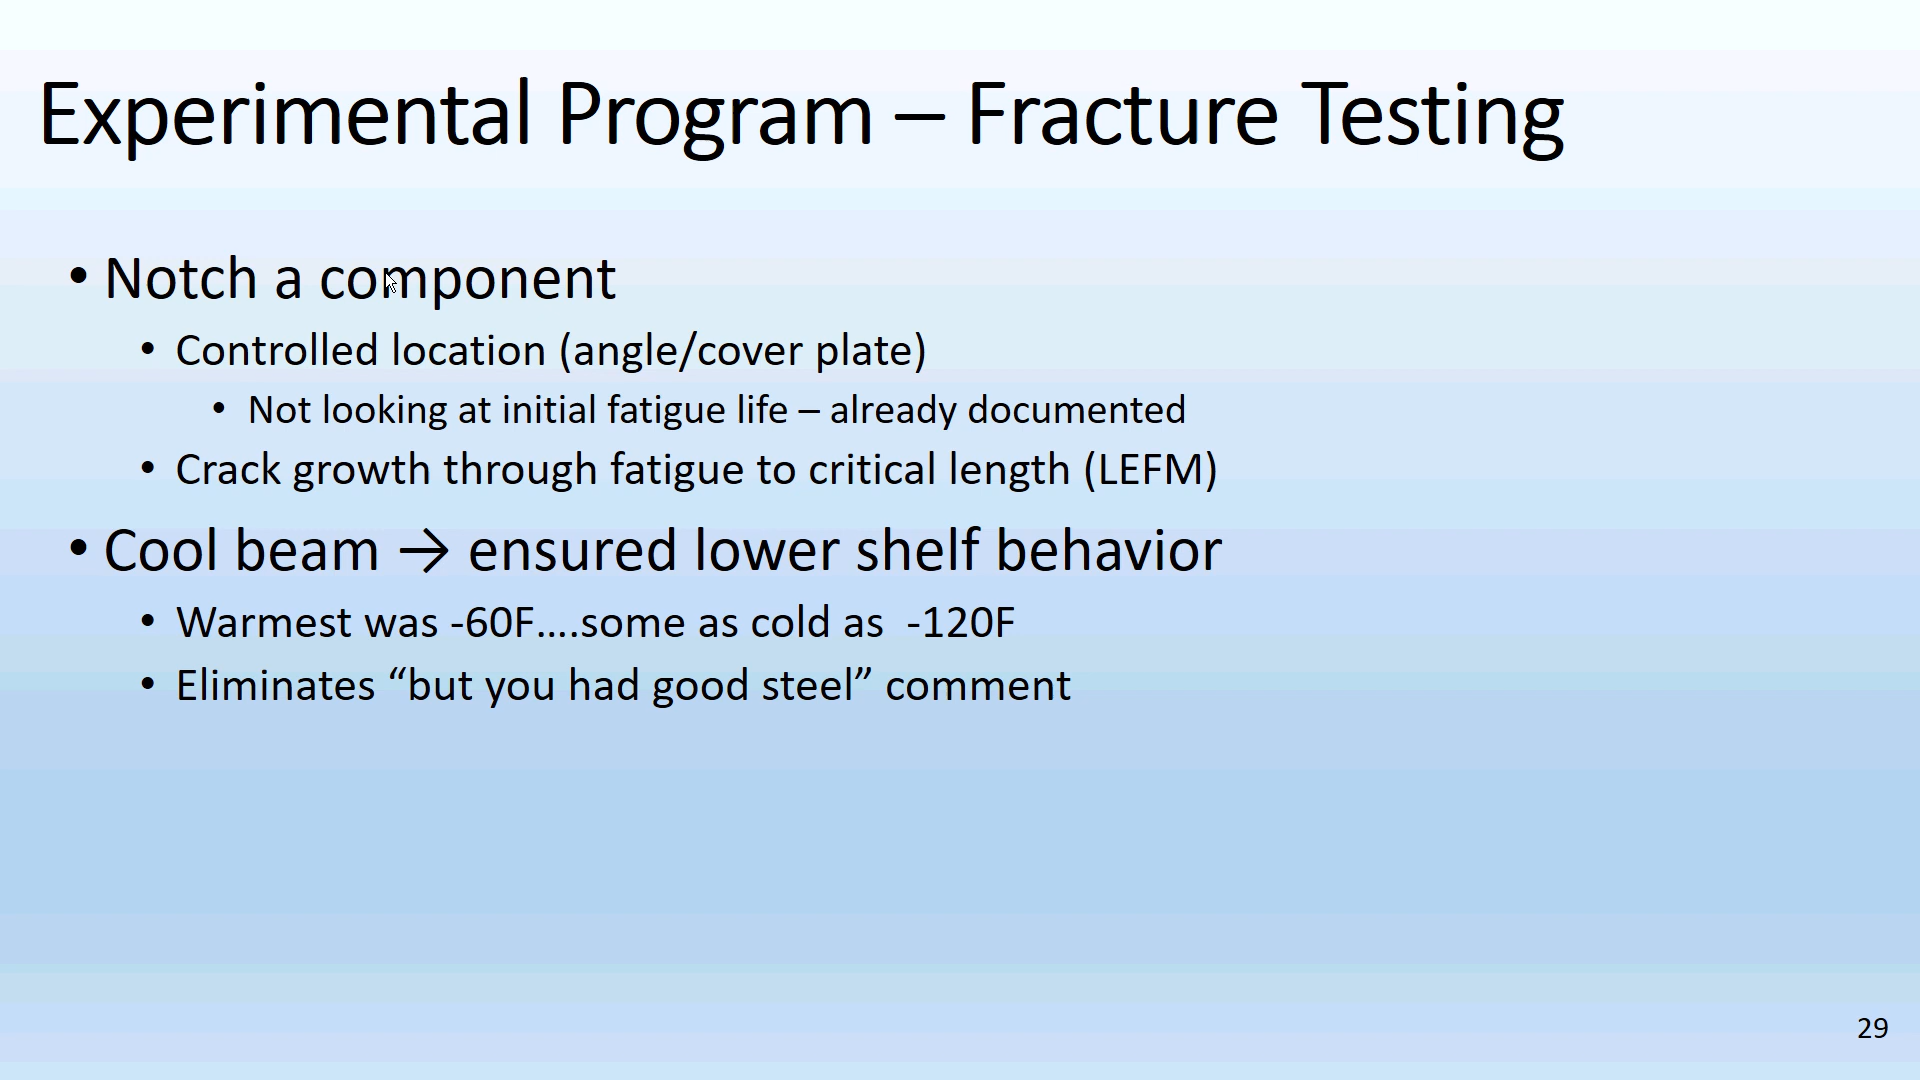 Experimental Program – Fracture Testing
• Notch a component
• Controlled location (angle/cover plate)
• Not looking at initial fatigue life – already documented
• Crack growth through fatigue to critical length (LEFM)
• Cool beam → ensured lower shelf behavior
• Warmest was -60F….some as cold as  -120F
• Eliminates “but you had good steel” comment
29